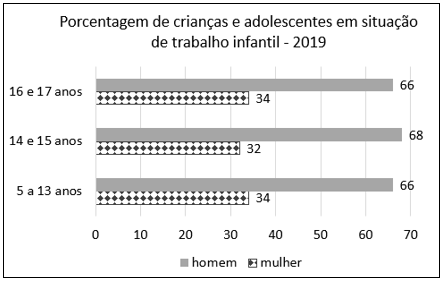 Porcentagem de crianças e adolescentes em situação
de trabalho infantil - 2019
16 e 17 anos
66
34
14 e 15 anos
68
32
5 a 13 anos
66
34
0 10 20 30 40 50 60 70
homem mulher